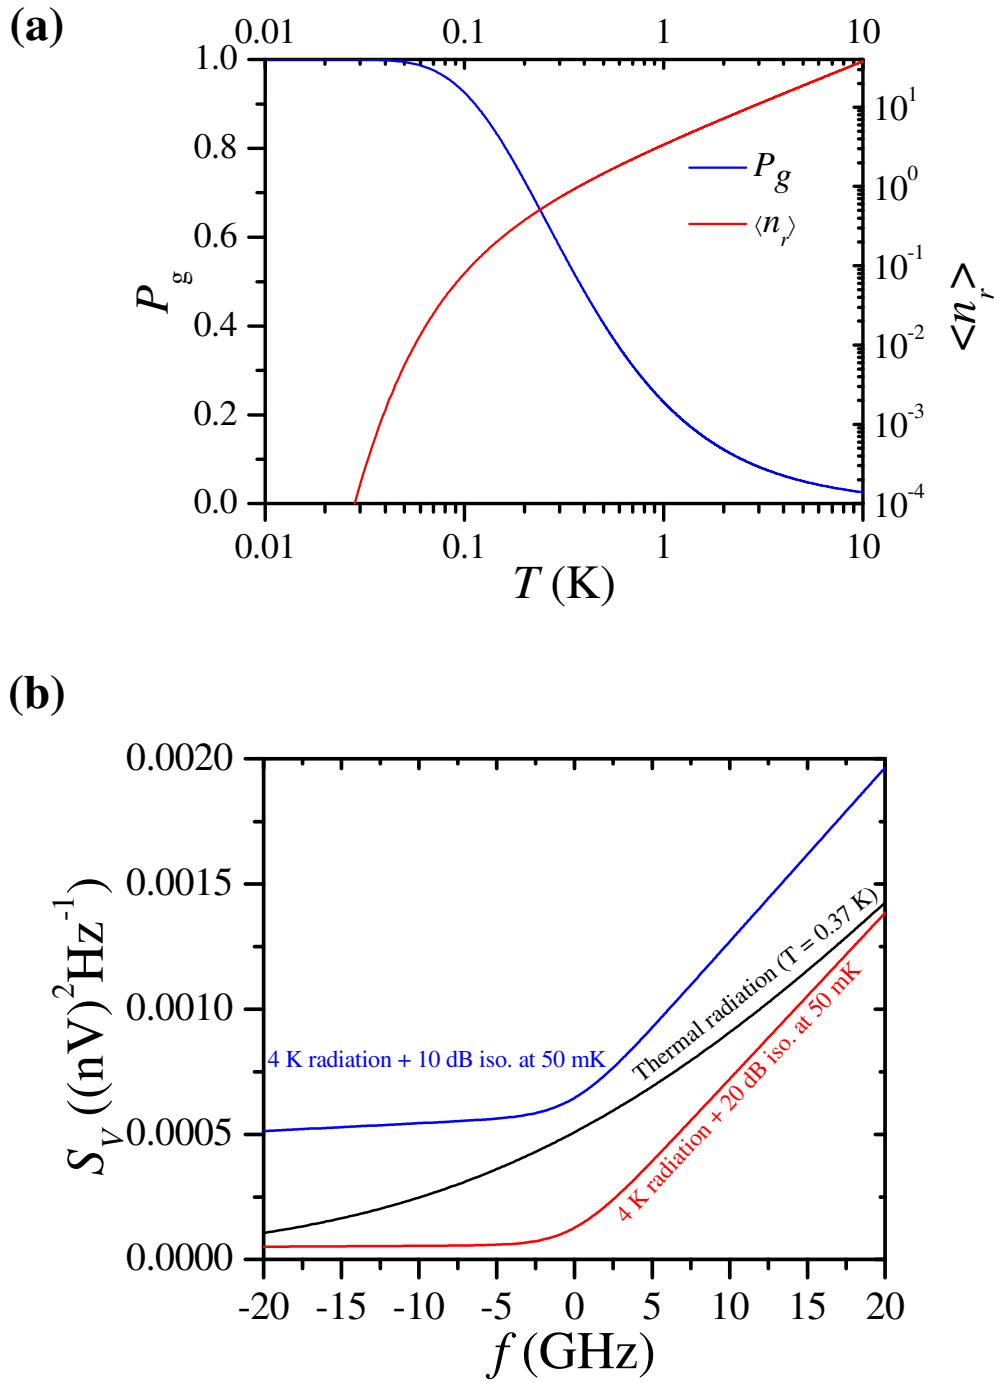 (a)
0.01 0.1 1 10
1.0
0.8
0.6
0.4
0.2
0.0
P_g
10^1
10^0
10^-1
10^-2
10^-3
10^-4
<n_r>
P_g
⟨n_r⟩
0.01 0.1 1 10
T (K)
(b)
0.0020
0.0015
0.0010
0.0005
0.0000
S_V ((nV)^2Hz^-1)
4 K radiation + 10 dB iso. at 50 mK
Thermal radiation (T = 0.37 K)
4 K radiation + 20 dB iso. at 50 mK
-20 -15 -10 -5 0 5 10 15 20
f (GHz)